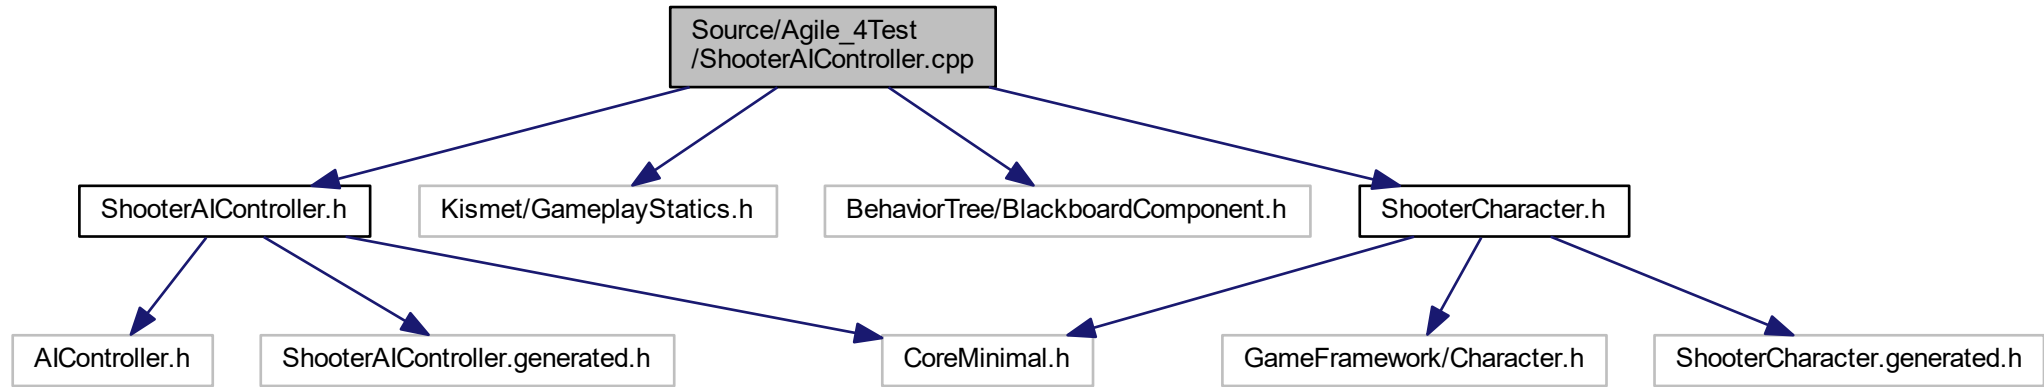 Source/Agile_4Test
/ShooterAIController.cpp
ShooterAIController.h
Kismet/GameplayStatics.h
BehaviorTree/BlackboardComponent.h
ShooterCharacter.h
AIController.h
ShooterAIController.generated.h
CoreMinimal.h
GameFramework/Character.h
ShooterCharacter.generated.h